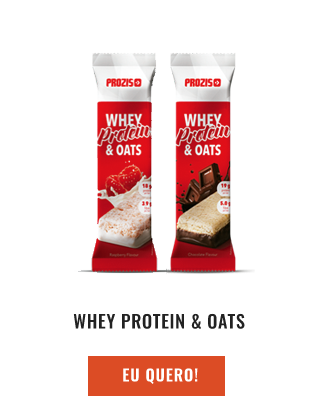 PROZIS
WHEY
Protein
& OATS
PROZIS
WHEY
Protein
& OATS
WHEY PROTEIN & OATS
EU QUERO!